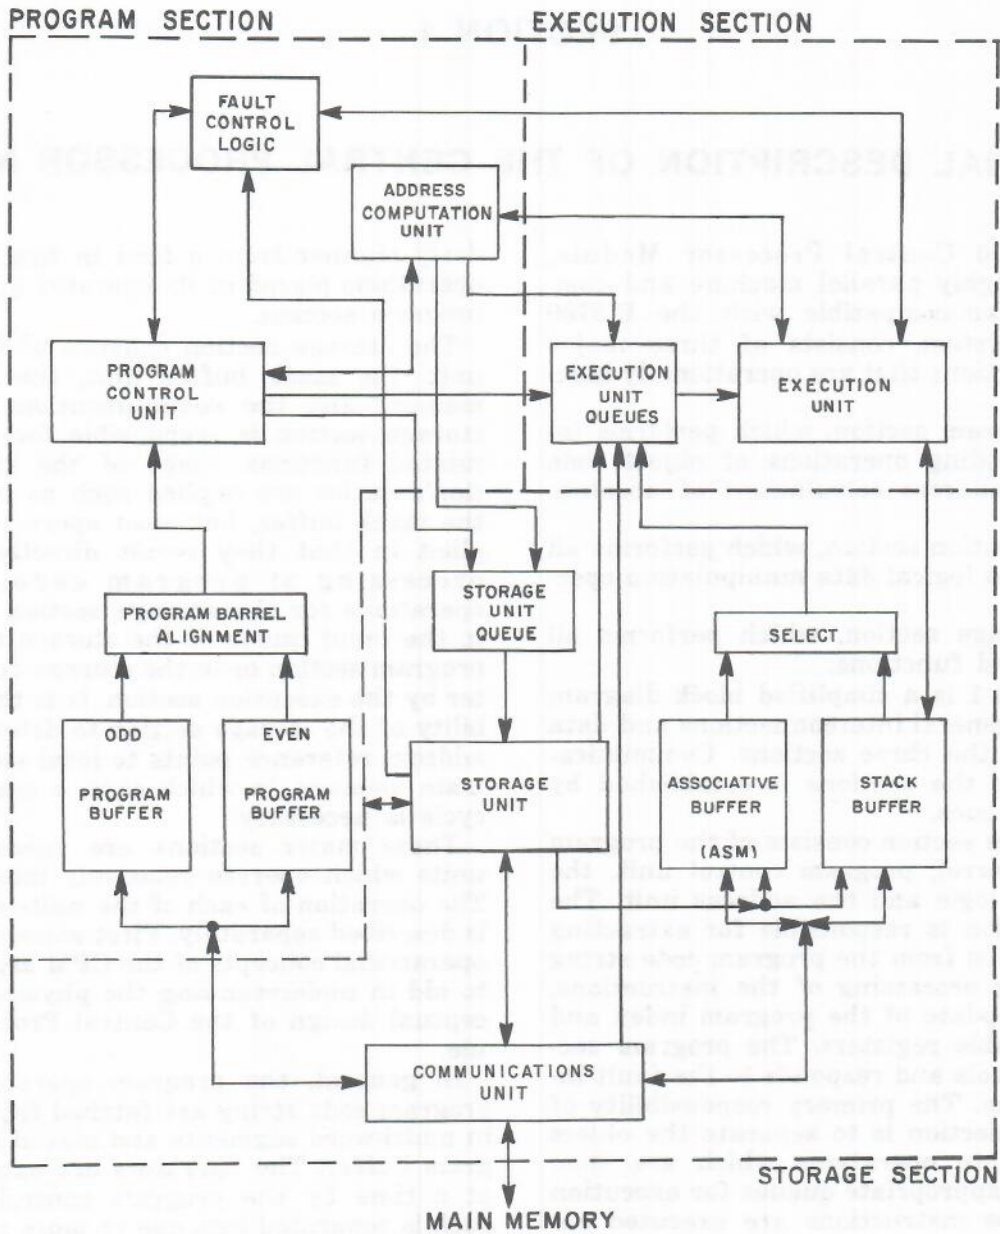 PROGRAM SECTION
EXECUTION SECTION
FAULT
CONTROL
LOGIC
ADDRESS
COMPUTATION
UNIT
PROGRAM
CONTROL
UNIT
EXECUTION
UNIT
QUEUES
EXECUTION
UNIT
PROGRAM BARREL
ALIGNMENT
STORAGE
UNIT
QUEUE
SELECT
ODD
PROGRAM
BUFFER
EVEN
PROGRAM
BUFFER
STORAGE
UNIT
ASSOCIATIVE
BUFFER
(ASM)
STACK
BUFFER
COMMUNICATIONS
UNIT
STORAGE SECTION
MAIN MEMORY